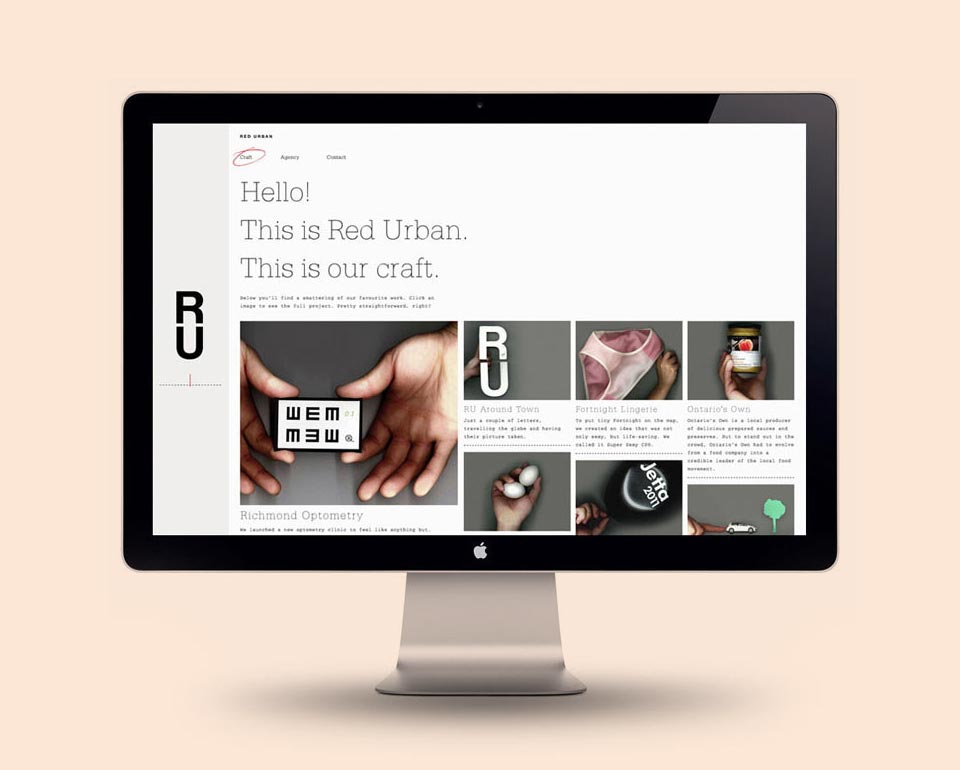 RED URBAN
Craft
Agency
Contact
Hello!
This is Red Urban.
This is our craft.
Below you'll find a smattering of our favourite work. Click an
image to see the full project. Pretty straightforward, right?
R
U
Richmond Optometry
We launched a new optometry clinic to feel like anything but.
R
U
RU Around Town
Just a couple of letters,
travelling the globe and having
their picture taken.
Fortnight Lingerie
To put tiny Fortnight on the map,
we created an idea that was not
only sexy, but life-saving. We
called it Super Sexy CPR.
Jetta
2011
Ontario's Own
Ontario's Own is a local producer
of delicious prepared sauces and
preserves. But to stand out in the
crowd, Ontario's Own had to evolve
from a food company into a
credible leader of the local food
movement.